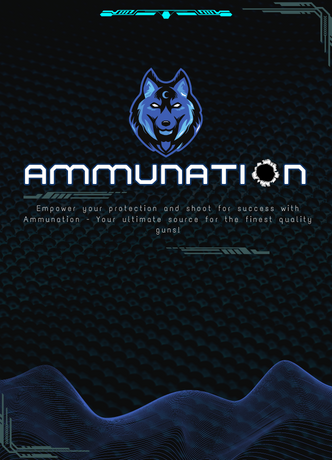 AMMUNATION
Empower your protection and shoot for success with
Ammunation - Your ultimate source for the finest quality
guns!